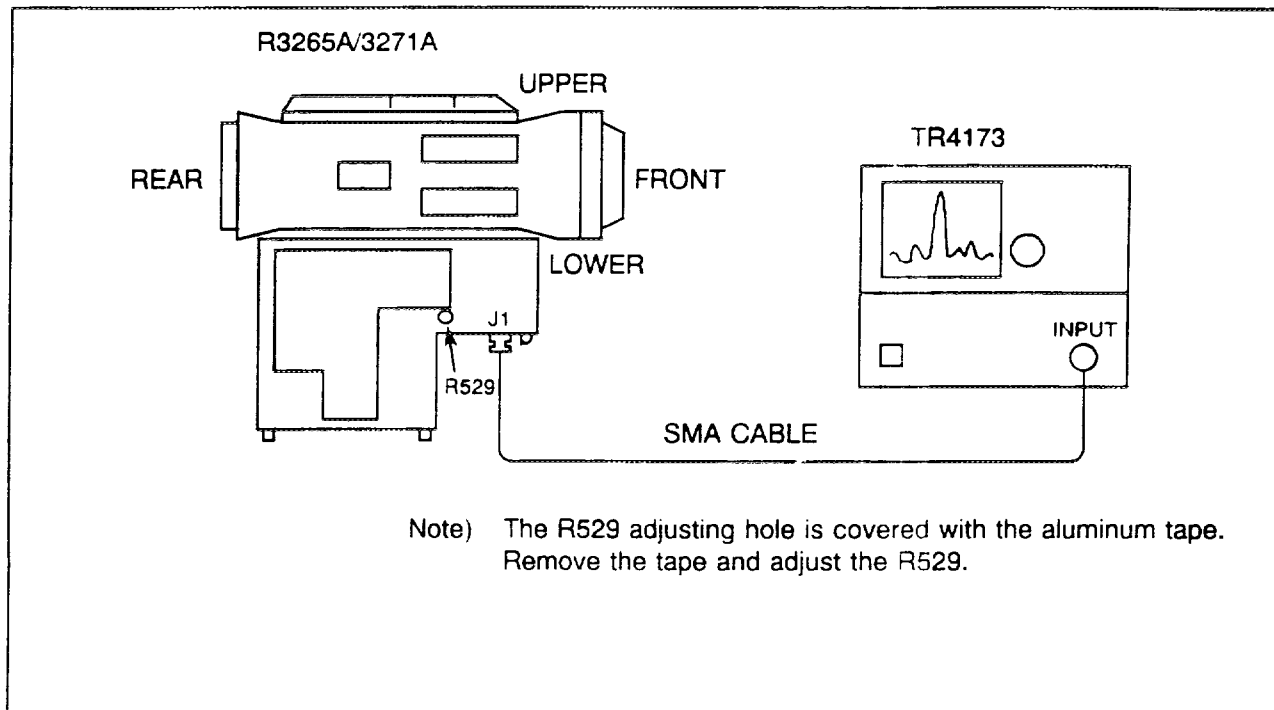 R3265A/3271A
UPPER
TR4173
REAR
FRONT
LOWER
J1
INPUT
R529
SMA CABLE
Note) The R529 adjusting hole is covered with the aluminum tape.
Remove the tape and adjust the R529.